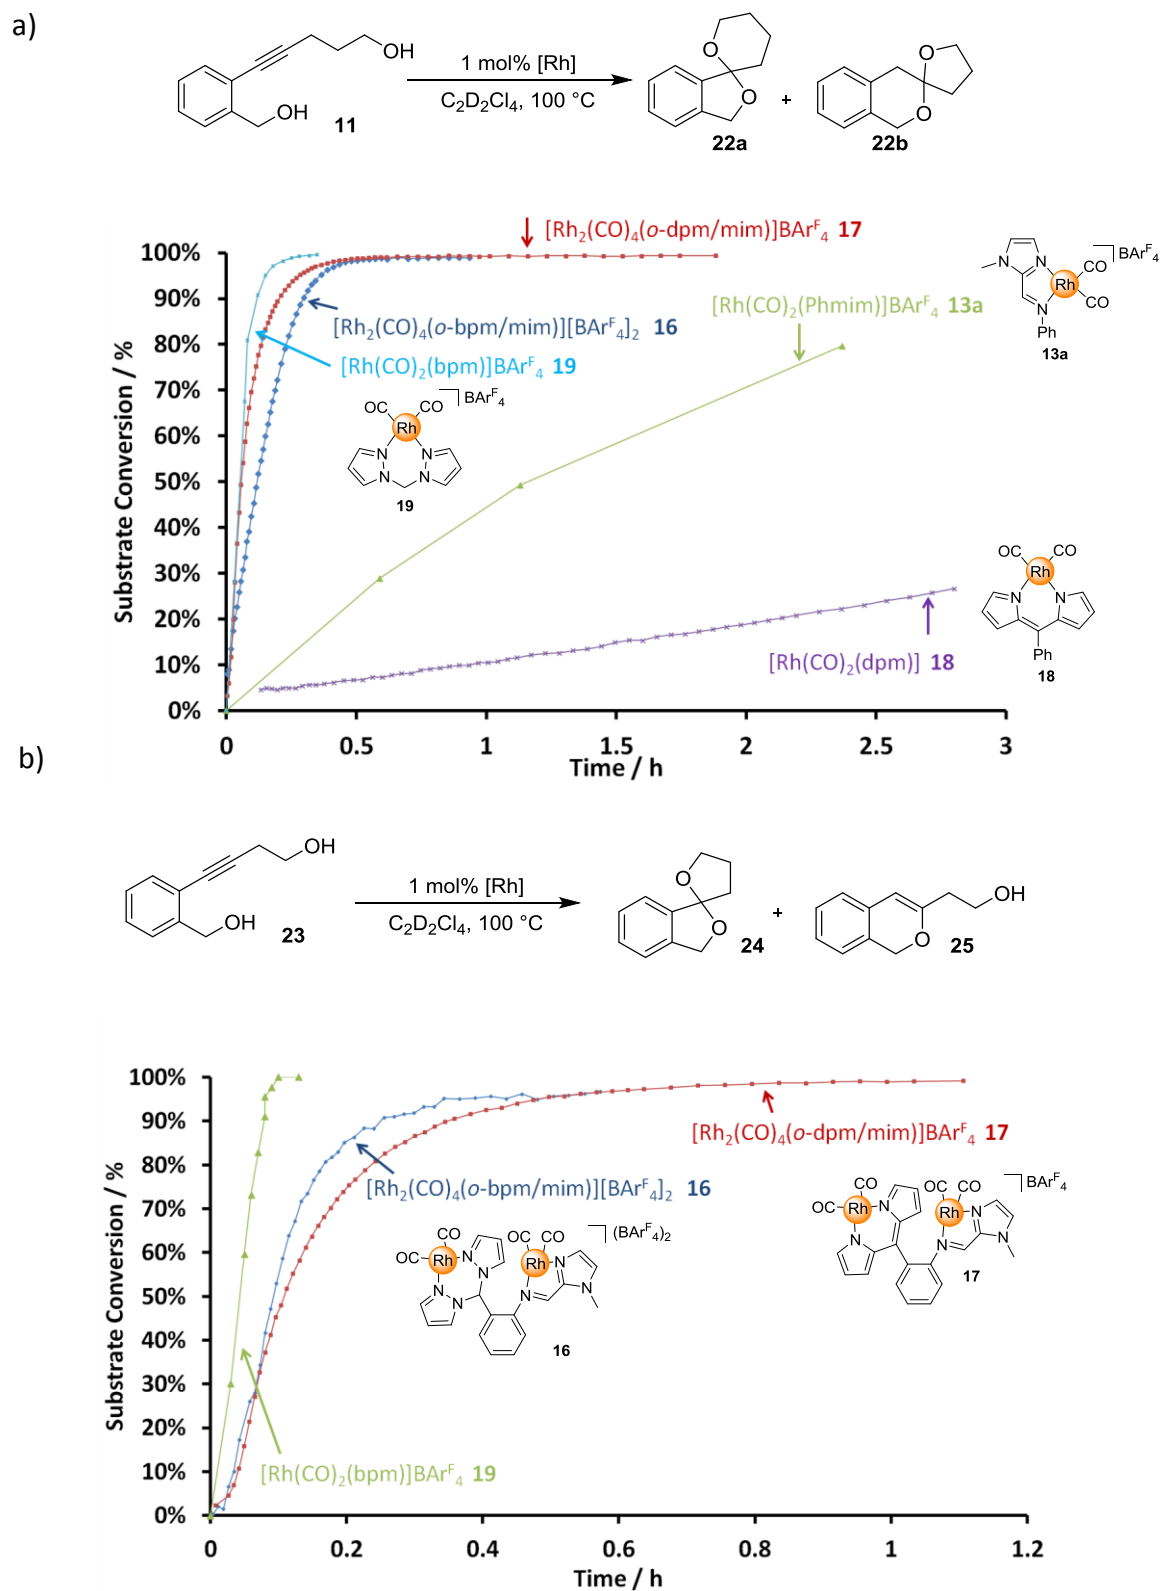 a)
OH
OH
11
1 mol% [Rh]
C2D2Cl4, 100 °C
O
O
22a
+
O
O
22b
[Rh2(CO)4(o-dpm/mim)]BArF4 17
[Rh2(CO)4(o-bpm/mim)][BArF4]2 16
[Rh(CO)2(bpm)]BArF4 19
[Rh(CO)2(Phmim)]BArF4 13a
[Rh(CO)2(dpm)] 18
BArF4
N
N
Rh
CO
CO
N
Ph
13a
BArF4
OC
CO
Rh
N
N
N
N
19
OC
CO
Rh
N
N
Ph
18
Substrate Conversion / %
100%
90%
80%
70%
60%
50%
40%
30%
20%
10%
0%
0 0.5 1 1.5 2 2.5 3
Time / h
b)
OH
OH
23
1 mol% [Rh]
C2D2Cl4, 100 °C
O
O
24
+
OH
O
25
Substrate Conversion / %
100%
90%
80%
70%
60%
50%
40%
30%
20%
10%
0%
[Rh2(CO)4(o-dpm/mim)]BArF4 17
[Rh2(CO)4(o-bpm/mim)][BArF4]2 16
[Rh(CO)2(bpm)]BArF4 19
CO
OC
Rh
N
N
N
N
OC
CO
Rh
N
N
N
(BArF4)2
16
CO
OC
Rh
N
N
CO
CO
Rh
N
N
N
BArF4
17
0 0.2 0.4 0.6 0.8 1 1.2
Time / h